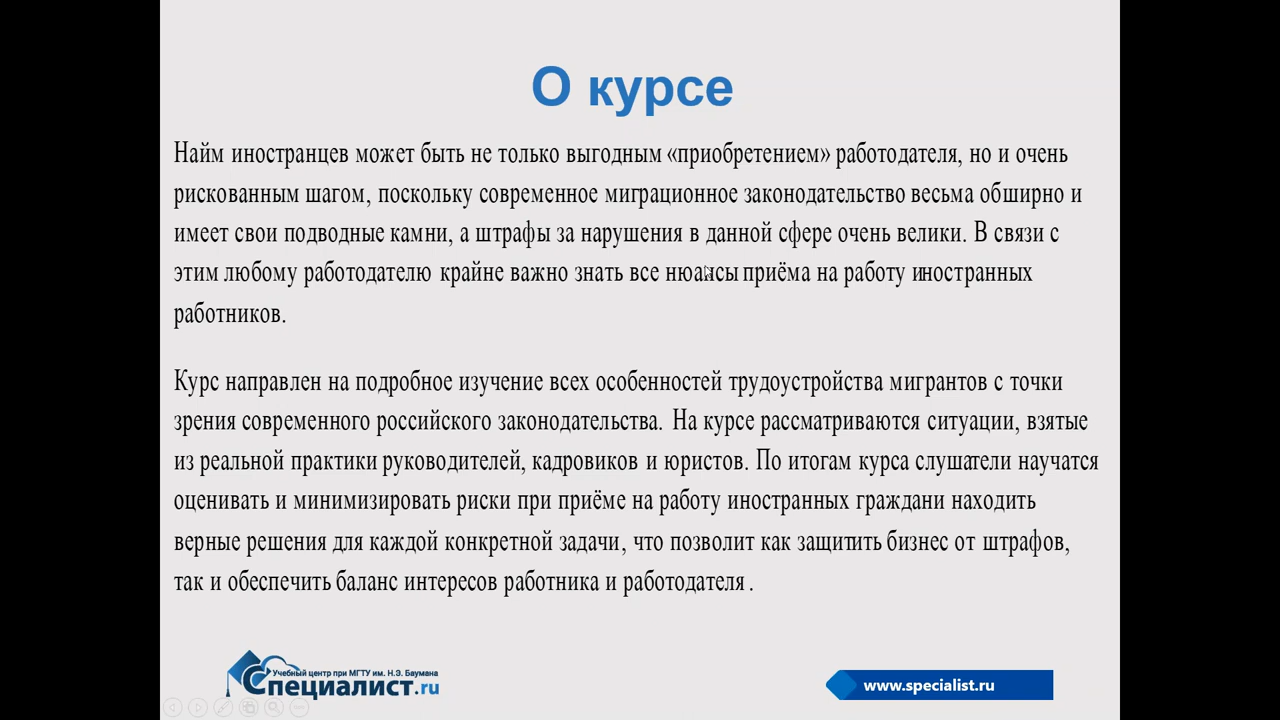 О курсе
Найм иностранцев может быть не только выгодным «приобретением» работодателя, но и очень
рискованным шагом, поскольку современное миграционное законодательство весьма обширно и
имеет свои подводные камни, а штрафы за нарушения в данной сфере очень велики. В связи с
этим любому работодателю крайне важно знать все нюансы приёма на работу иностранных
работников.
Курс направлен на подробное изучение всех особенностей трудоустройства мигрантов с точки
зрения современного российского законодательства. На курсе рассматриваются ситуации, взятые
из реальной практики руководителей, кадровиков и юристов. По итогам курса слушатели научатся
оценивать и минимизировать риски при приёме на работу иностранных граждани находить
верные решения для каждой конкретной задачи, что позволит как защитить бизнес от штрафов,
так и обеспечить баланс интересов работника и работодателя .
Учебный центр при МГТУ им. Н.Э. Баумана
Специалист.ru
www.specialist.ru